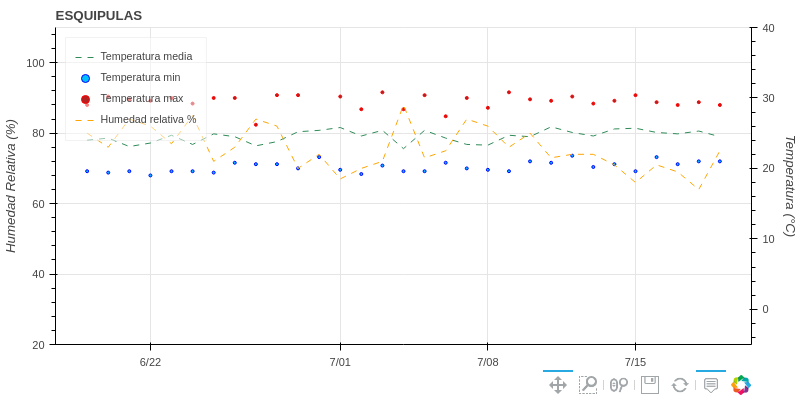 ESQUIPULAS
Temperatura media
Temperatura min
Temperatura max
Humedad relativa %
Humedad Relativa (%)
100
80
60
40
20
Temperatura (°C)
40
30
20
10
0
6/22
7/01
7/08
7/15